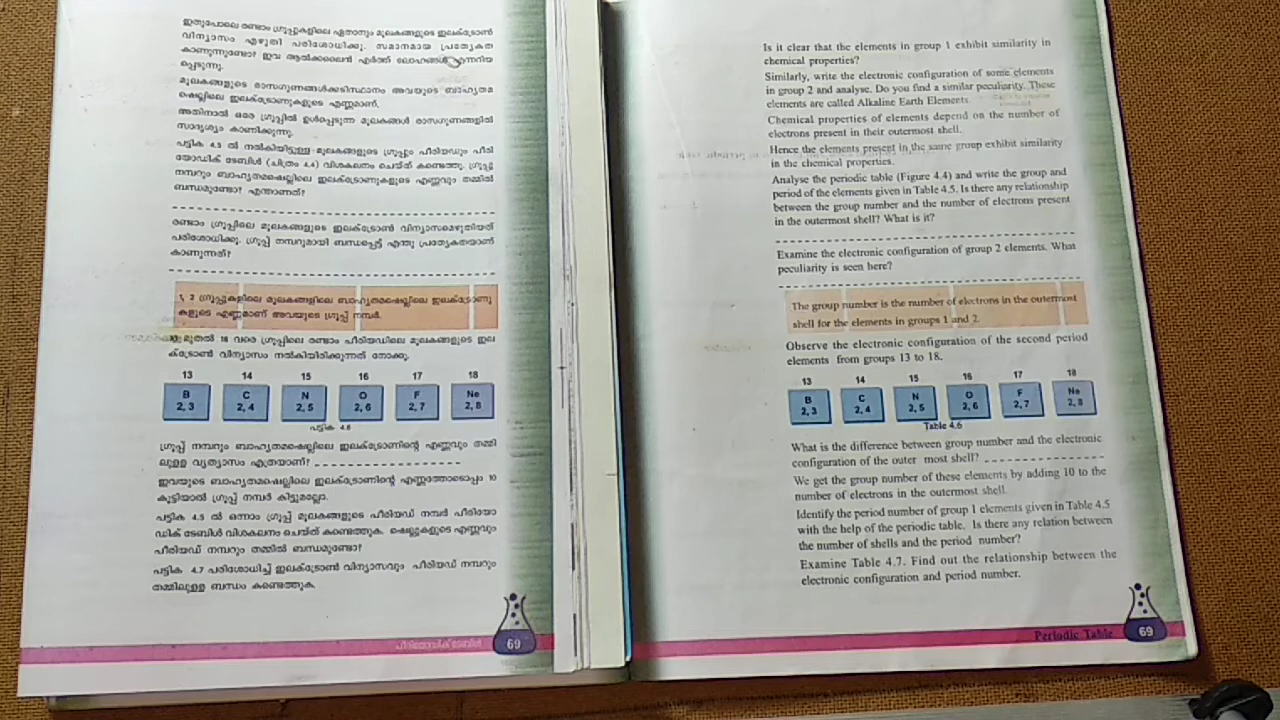 ഇതുപോലെ രണ്ടാം ഗ്രൂപ്പുകളിലെ ഏതാനും മൂലകങ്ങളുടെ ഇലക്ട്രോൺ
വിന്യാസം എഴുതി പരിശോധിക്കൂ. സമാനമായ പ്രത്യേകത
കാണുന്നുണ്ടോ? ഇവ ആൽക്കലൈൻ എർത്ത് ലോഹങ്ങൾ എന്നറിയ
പ്പെടുന്നു.
മൂലകങ്ങളുടെ രാസഗുണങ്ങൾക്കടിസ്ഥാനം അവയുടെ ബാഹ്യതമ
ഷെല്ലിലെ ഇലക്ട്രോണുകളുടെ എണ്ണമാണ്.
അതിനാൽ ഒരേ ഗ്രൂപ്പിൽ ഉൾപ്പെടുന്ന മൂലകങ്ങൾ രാസഗുണങ്ങളിൽ
സാദൃശ്യം കാണിക്കുന്നു.
പട്ടിക 4.5 ൽ നൽകിയിട്ടുള്ള മൂലകങ്ങളുടെ ഗ്രൂപ്പും പീരിയഡും പീരി
യോഡിക് ടേബിൾ (ചിത്രം 4.4) വിശകലനം ചെയ്ത് കണ്ടെത്തൂ. ഗ്രൂപ്പു
നമ്പറും ബാഹ്യതമഷെല്ലിലെ ഇലക്ട്രോണുകളുടെ എണ്ണവും തമ്മിൽ
ബന്ധമുണ്ടോ? എന്താണത്?
രണ്ടാം ഗ്രൂപ്പിലെ മൂലകങ്ങളുടെ ഇലക്ട്രോൺ വിന്യാസമെഴുതിയത്
പരിശോധിക്കൂ. ഗ്രൂപ്പ് നമ്പറുമായി ബന്ധപ്പെട്ട് എന്തു പ്രത്യേകതയാണ്
കാണുന്നത്?
1, 2 ഗ്രൂപ്പുകളിലെ മൂലകങ്ങളിലെ ബാഹ്യതമഷെല്ലിലെ ഇലക്ട്രോണു
കളുടെ എണ്ണമാണ് അവയുടെ ഗ്രൂപ്പ് നമ്പർ.
മുതൽ 18 വരെ ഗ്രൂപ്പിലെ രണ്ടാം പീരിയഡിലെ മൂലകങ്ങളുടെ ഇല
ക്ട്രോൺ വിന്യാസം നൽകിയിരിക്കുന്നത് നോക്കൂ.
13 14 15 16 17 18
B C N O F Ne
2, 3 2, 4 2, 5 2, 6 2, 7 2, 8
പട്ടിക 4.6
ഗ്രൂപ്പ് നമ്പറും ബാഹ്യതമഷെല്ലിലെ ഇലക്ട്രോണിന്റെ എണ്ണവും തമ്മി
ലുളള വ്യത്യാസം എത്രയാണ്?
ഇവയുടെ ബാഹ്യതമഷെല്ലിലെ ഇലക്ട്രോണിന്റെ എണ്ണത്തോടൊപ്പം 10
കൂട്ടിയാൽ ഗ്രൂപ്പ് നമ്പർ കിട്ടുമല്ലോ.
പട്ടിക 4.5 ൽ ഒന്നാം ഗ്രൂപ്പ് മൂലകങ്ങളുടെ പീരിയഡ് നമ്പർ പീരിയോ
ഡിക് ടേബിൾ വിശകലനം ചെയ്ത് കണ്ടെത്തുക. ഷെല്ലുകളുടെ എണ്ണവും
പീരിയഡ് നമ്പറും തമ്മിൽ ബന്ധമുണ്ടോ?
പട്ടിക 4.7 പരിശോധിച്ച് ഇലക്ട്രോൺ വിന്യാസവും പീരിയഡ് നമ്പറും
തമ്മിലുളള ബന്ധം കണ്ടെത്തുക.
പീരിയോഡിക് ടേബിൾ 69
Is it clear that the elements in group 1 exhibit similarity in
chemical properties?
Similarly, write the electronic configuration of some elements
in group 2 and analyse. Do you find a similar peculiarity. These
elements are called Alkaline Earth Elements.
Chemical properties of elements depend on the number of
electrons present in their outermost shell.
Hence the elements present in the same group exhibit similarity
in the chemical properties.
Analyse the periodic table (Figure 4.4) and write the group and
period of the elements given in Table 4.5. Is there any relationship
between the group number and the number of electrons present
in the outermost shell? What is it?
Examine the electronic configuration of group 2 elements. What
peculiarity is seen here?
The group number is the number of electrons in the outermost
shell for the elements in groups 1 and 2.
Observe the electronic configuration of the second period
elements from groups 13 to 18.
13 14 15 16 17 18
B C N O F Ne
2, 3 2, 4 2, 5 2, 6 2, 7 2, 8
Table 4.6
What is the difference between group number and the electronic
configuration of the outer most shell?
We get the group number of these elements by adding 10 to the
number of electrons in the outermost shell.
Identify the period number of group 1 elements given in Table 4.5
with the help of the periodic table. Is there any relation between
the number of shells and the period number?
Examine Table 4.7. Find out the relationship between the
electronic configuration and period number.
Periodic Table 69